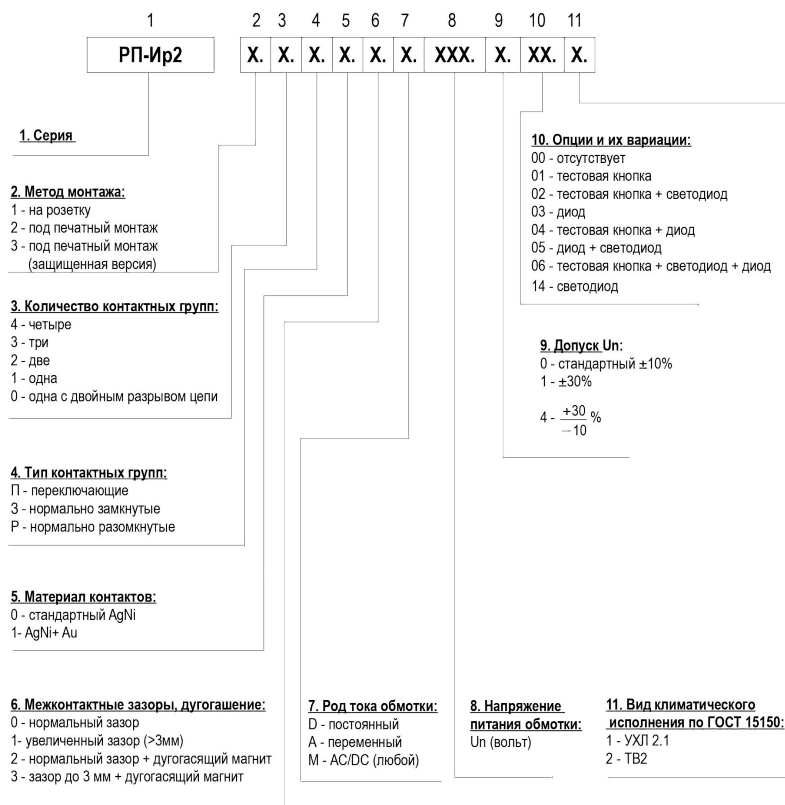 1 2 3 4 5 6 7 8 9 10 11
РП-Ир2 X. X. X. X. X. X. XXX. X. XX. X.
1. Серия
2. Метод монтажа:
1 - на розетку
2 - под печатный монтаж
3 - под печатный монтаж
(защищенная версия)
3. Количество контактных групп:
4 - четыре
3 - три
2 - две
1 - одна
0 - одна с двойным разрывом цепи
4. Тип контактных групп:
П - переключающие
З - нормально замкнутые
Р - нормально разомкнутые
5. Материал контактов:
0 - стандартный AgNi
1- AgNi+ Au
6. Межконтактные зазоры, дугогашение:
0 - нормальный зазор
1- увеличенный зазор (>3мм)
2 - нормальный зазор + дугогасящий магнит
3 - зазор до 3 мм + дугогасящий магнит
7. Род тока обмотки:
D - постоянный
A - переменный
M - AC/DC (любой)
8. Напряжение
питания обмотки:
Un (вольт)
9. Допуск Un:
0 - стандартный ±10%
1 - ±30%
4 - +30/-10 %
10. Опции и их вариации:
00 - отсутствует
01 - тестовая кнопка
02 - тестовая кнопка + светодиод
03 - диод
04 - тестовая кнопка + диод
05 - диод + светодиод
06 - тестовая кнопка + светодиод + диод
14 - светодиод
11. Вид климатического
исполнения по ГОСТ 15150:
1 - УХЛ 2.1
2 - ТВ2